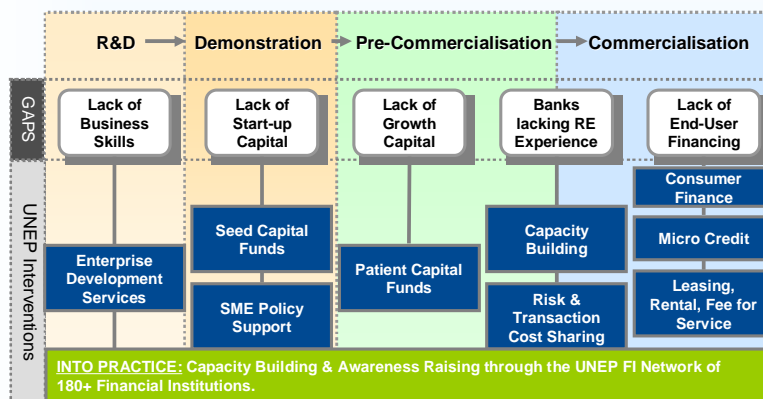 R&D
Demonstration
Pre-Commercialisation
Commercialisation
GAPS
Lack of
Business
Skills
Lack of
Start-up
Capital
Lack of
Growth
Capital
Banks
lacking RE
Experience
Lack of
End-User
Financing
UNEP Interventions
Enterprise
Development
Services
Seed Capital
Funds
SME Policy
Support
Patient Capital
Funds
Capacity
Building
Risk &
Transaction
Cost Sharing
Consumer
Finance
Micro Credit
Leasing,
Rental, Fee for
Service
INTO PRACTICE: Capacity Building & Awareness Raising through the UNEP FI Network of
180+ Financial Institutions.